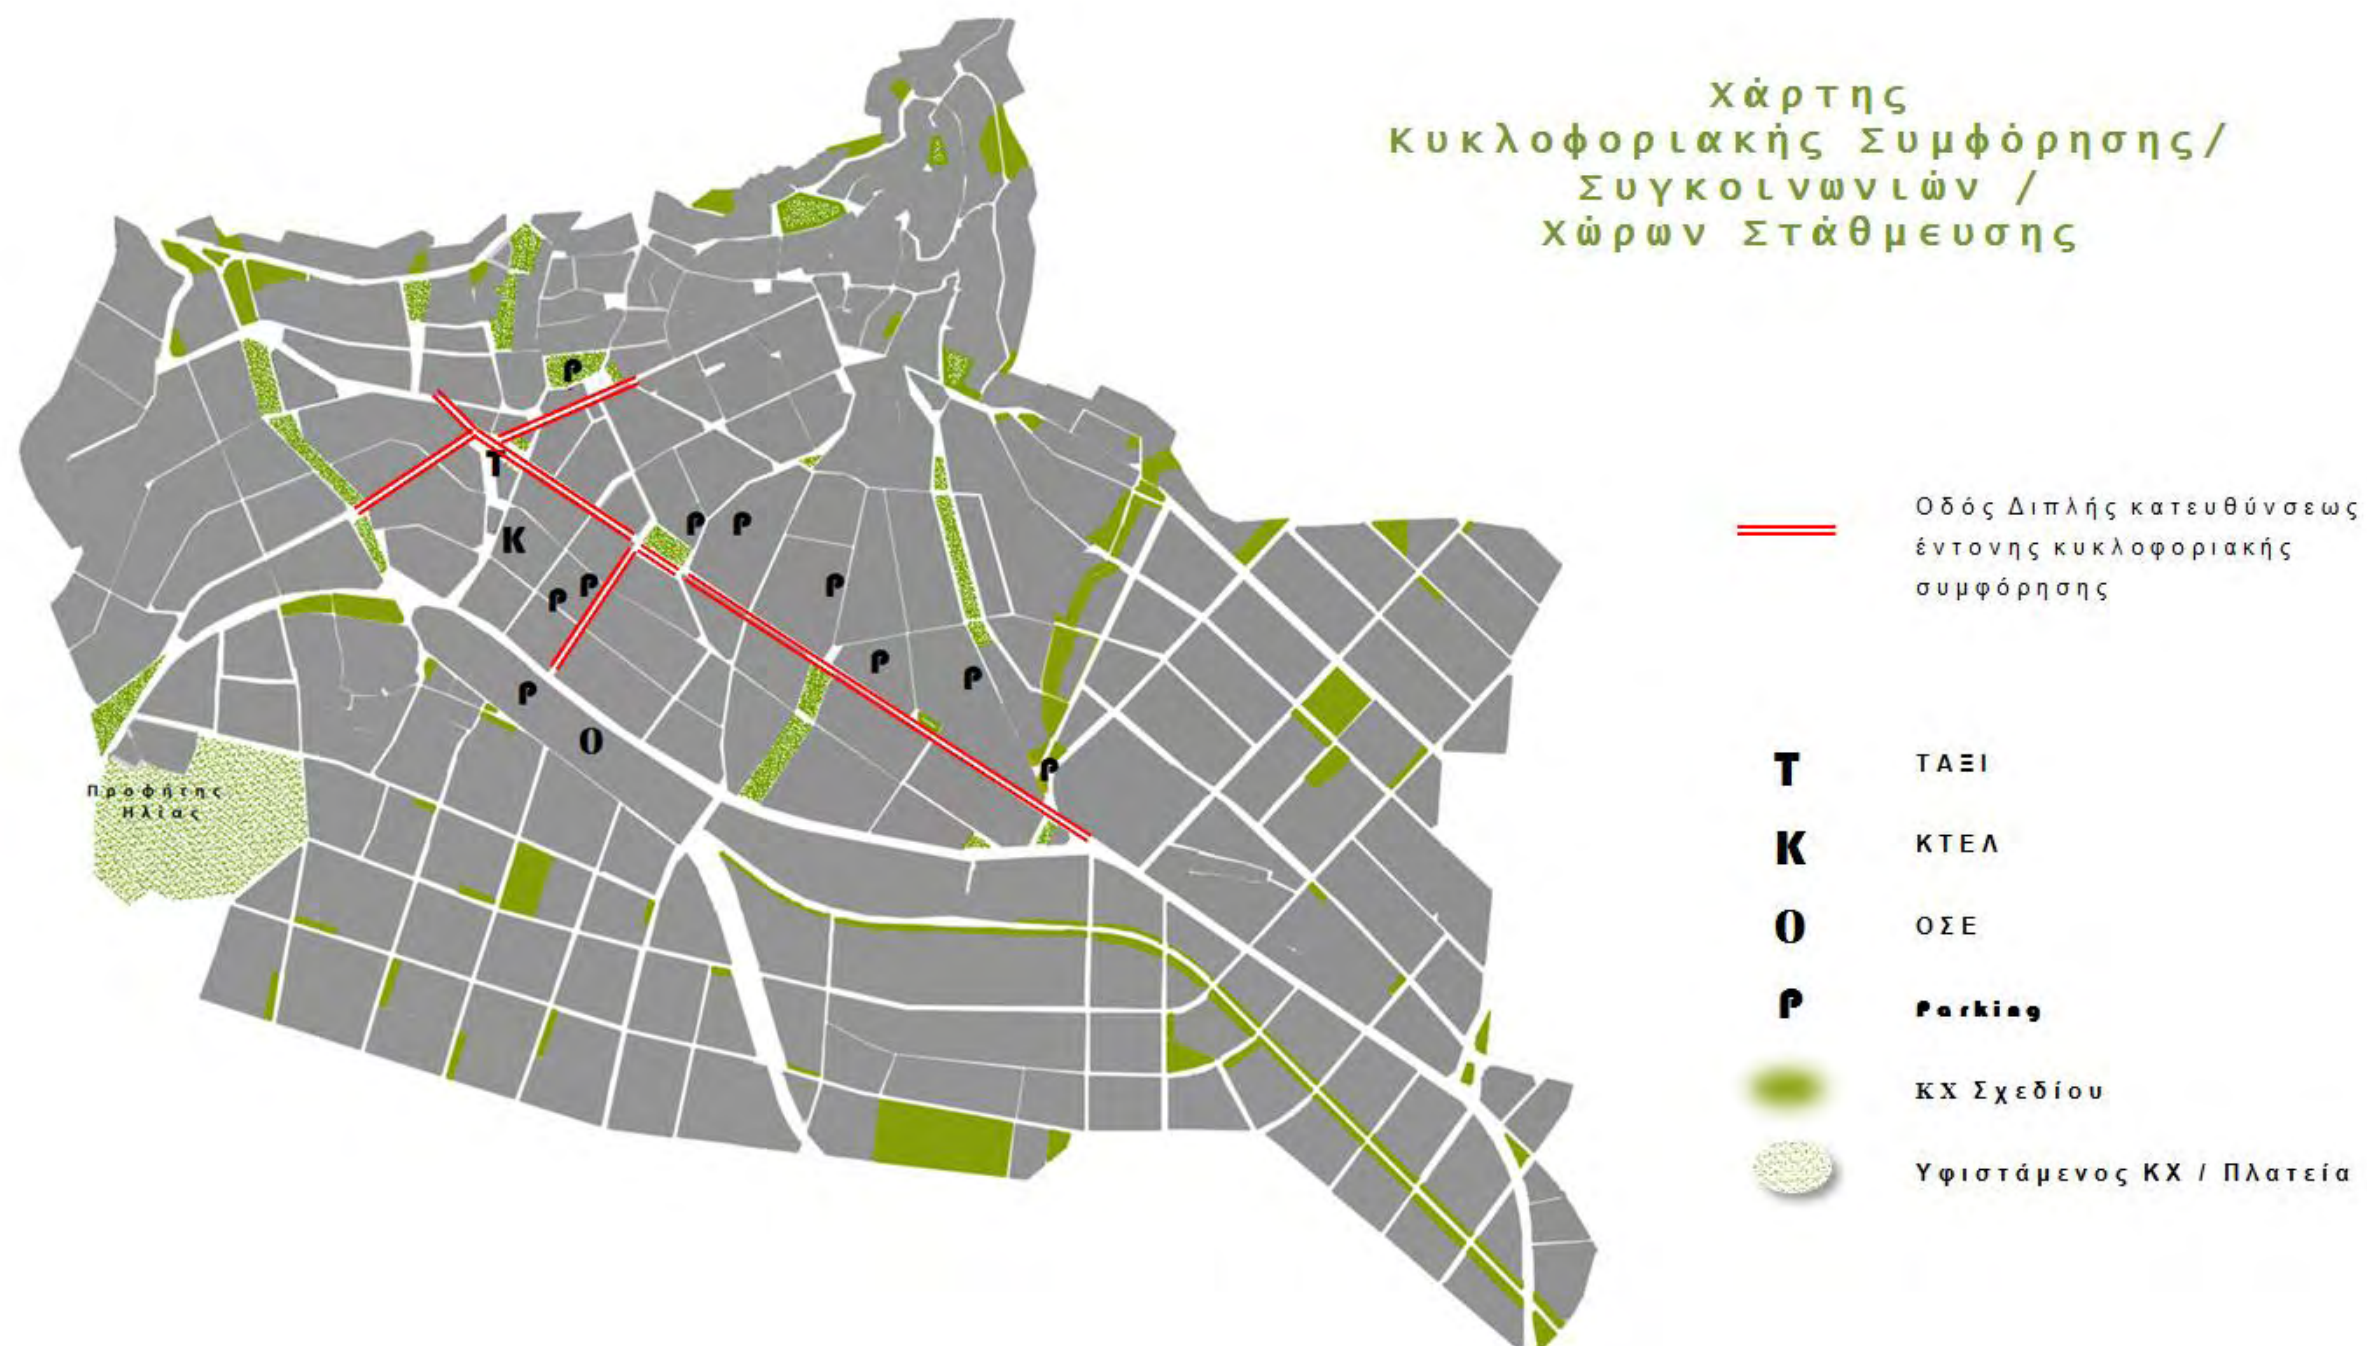 Χάρτης
Κυκλοφοριακής Συμφόρησης/
Συγκοινωνιών /
Χώρων Στάθμευσης
P
T
P P
K
P P
P
P P
P
O
P
Προφήτης
Ηλίας
Οδός Διπλής κατευθύνσεως
έντονης κυκλοφοριακής
συμφόρησης
T ΤΑΞΙ
K ΚΤΕΛ
O ΟΣΕ
P Parking
ΚΧ Σχεδίου
Υφιστάμενος ΚΧ / Πλατεία